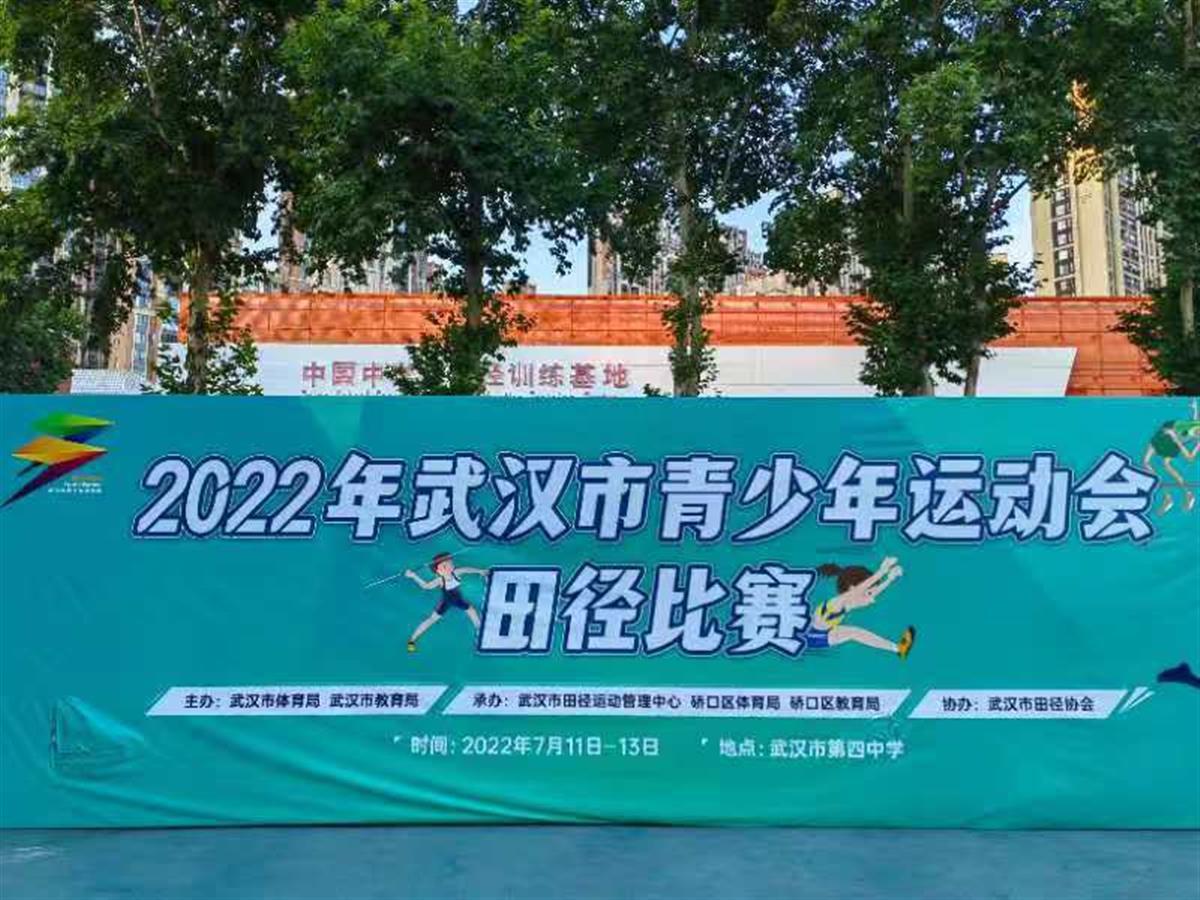 中国中 径训练基地
2022年武汉市青少年运动会
田径比赛
主办：武汉市体育局 武汉市教育局 承办：武汉市田径运动管理中心 硚口区体育局 硚口区教育局 协办：武汉市田径协会
时间：2022年7月11日-13日 地点：武汉市第四中学